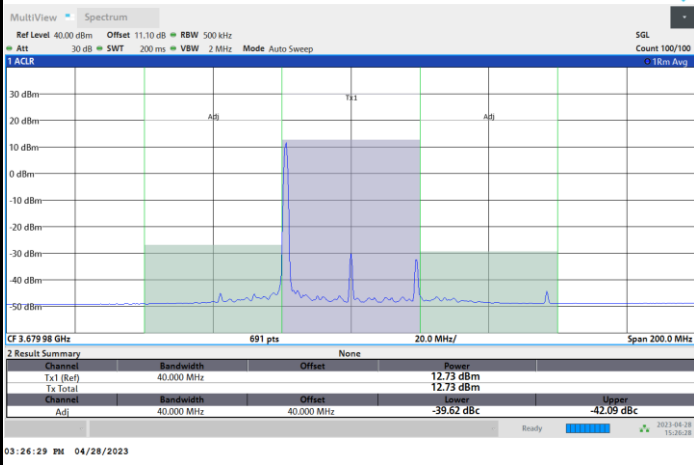 MultiView Spectrum
Ref Level 40.00 dBm Offset 11.10 dB RBW 500 kHz SGL
Att 30 dB SWT 200 ms VBW 2 MHz Mode Auto Sweep Count 100/100
1 ACLR 1Rm Avg
30 dBm
Tx1
20 dBm
Adj Adj
10 dBm
0 dBm
-10 dBm
-20 dBm
-30 dBm
-40 dBm
-50 dBm
CF 3.67998 GHz 691 pts 20.0 MHz/ Span 200.0 MHz
2 Result Summary None
Channel Bandwidth Offset Power
Tx1 (Ref) 40.000 MHz 12.73 dBm
Tx Total 12.73 dBm
Channel Bandwidth Offset Lower Upper
Adj 40.000 MHz 40.000 MHz -39.62 dBc -42.09 dBc
Ready 2023-04-28
15:26:28
03:26:29 PM 04/28/2023